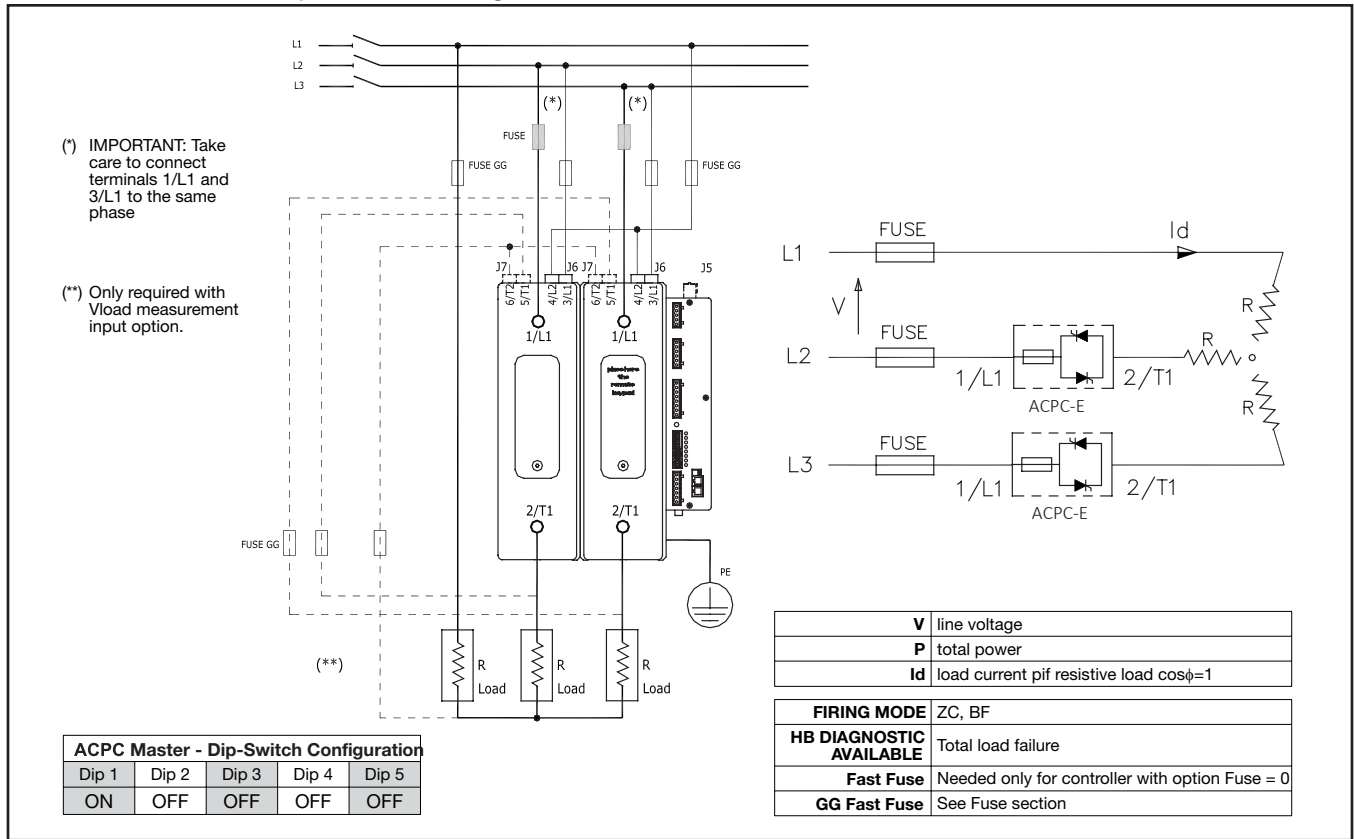 L1
L2
L3
(*)
(*)
FUSE
FUSE GG
FUSE GG
(*) IMPORTANT: Take
care to connect
terminals 1/L1 and
3/L1 to the same
phase
(**) Only required with
Vload measurement
input option.
J7
J6
J7
J6
J5
6/T2
5/T1
4/L2
3/L1
6/T2
5/T1
4/L2
3/L1
1/L1
1/L1
place here
the
remote
keypad
2/T1
2/T1
FUSE GG
PE
(**)
R
Load
R
Load
R
Load
FUSE
Id
L1
R
V
FUSE
R
L2
1/L1
2/T1
ACPC-E
R
FUSE
L3
1/L1
2/T1
ACPC-E
V line voltage
P total power
Id load current pif resistive load cosϕ=1
FIRING MODE ZC, BF
HB DIAGNOSTIC
AVAILABLE Total load failure
Fast Fuse Needed only for controller with option Fuse = 0
GG Fast Fuse See Fuse section
ACPC Master - Dip-Switch Configuration
Dip 1 Dip 2 Dip 3 Dip 4 Dip 5
ON OFF OFF OFF OFF